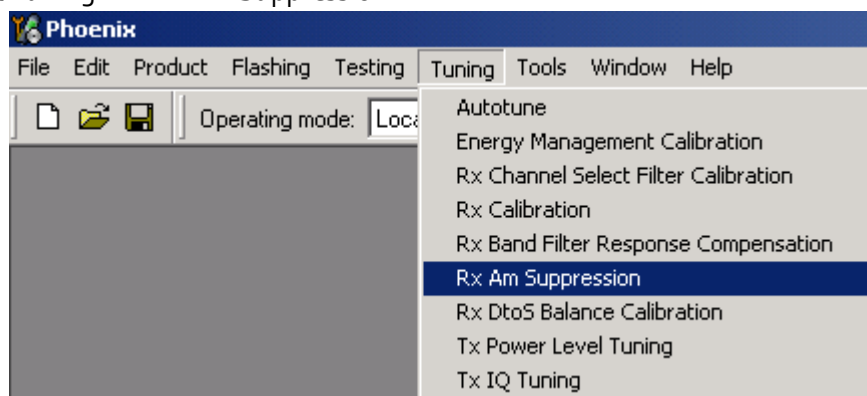 Phoenix
File Edit Product Flashing Testing Tuning Tools Window Help
Operating mode:
Autotune
Energy Management Calibration
Rx Channel Select Filter Calibration
Rx Calibration
Rx Band Filter Response Compensation
Rx Am Suppression
Rx DtoS Balance Calibration
Tx Power Level Tuning
Tx IQ Tuning